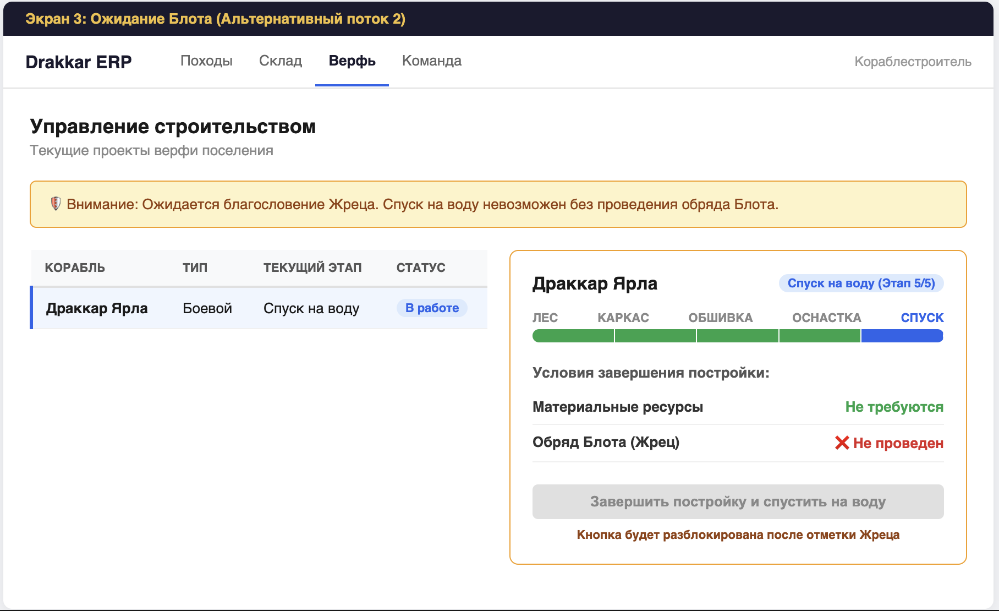 Экран 3: Ожидание Блота (Альтернативный поток 2)
Drakkar ERP Походы Склад Верфь Команда Кораблестроитель
Управление строительством
Текущие проекты верфи поселения
Внимание: Ожидается благословение Жреца. Спуск на воду невозможен без проведения обряда Блота.
КОРАБЛЬ ТИП ТЕКУЩИЙ ЭТАП СТАТУС
Драккар Ярла Боевой Спуск на воду В работе
Драккар Ярла Спуск на воду (Этап 5/5)
ЛЕС КАРКАС ОБШИВКА ОСНАСТКА СПУСК
Условия завершения постройки:
Материальные ресурсы Не требуются
Обряд Блота (Жрец) ❌ Не проведен
Завершить постройку и спустить на воду
Кнопка будет разблокирована после отметки Жреца